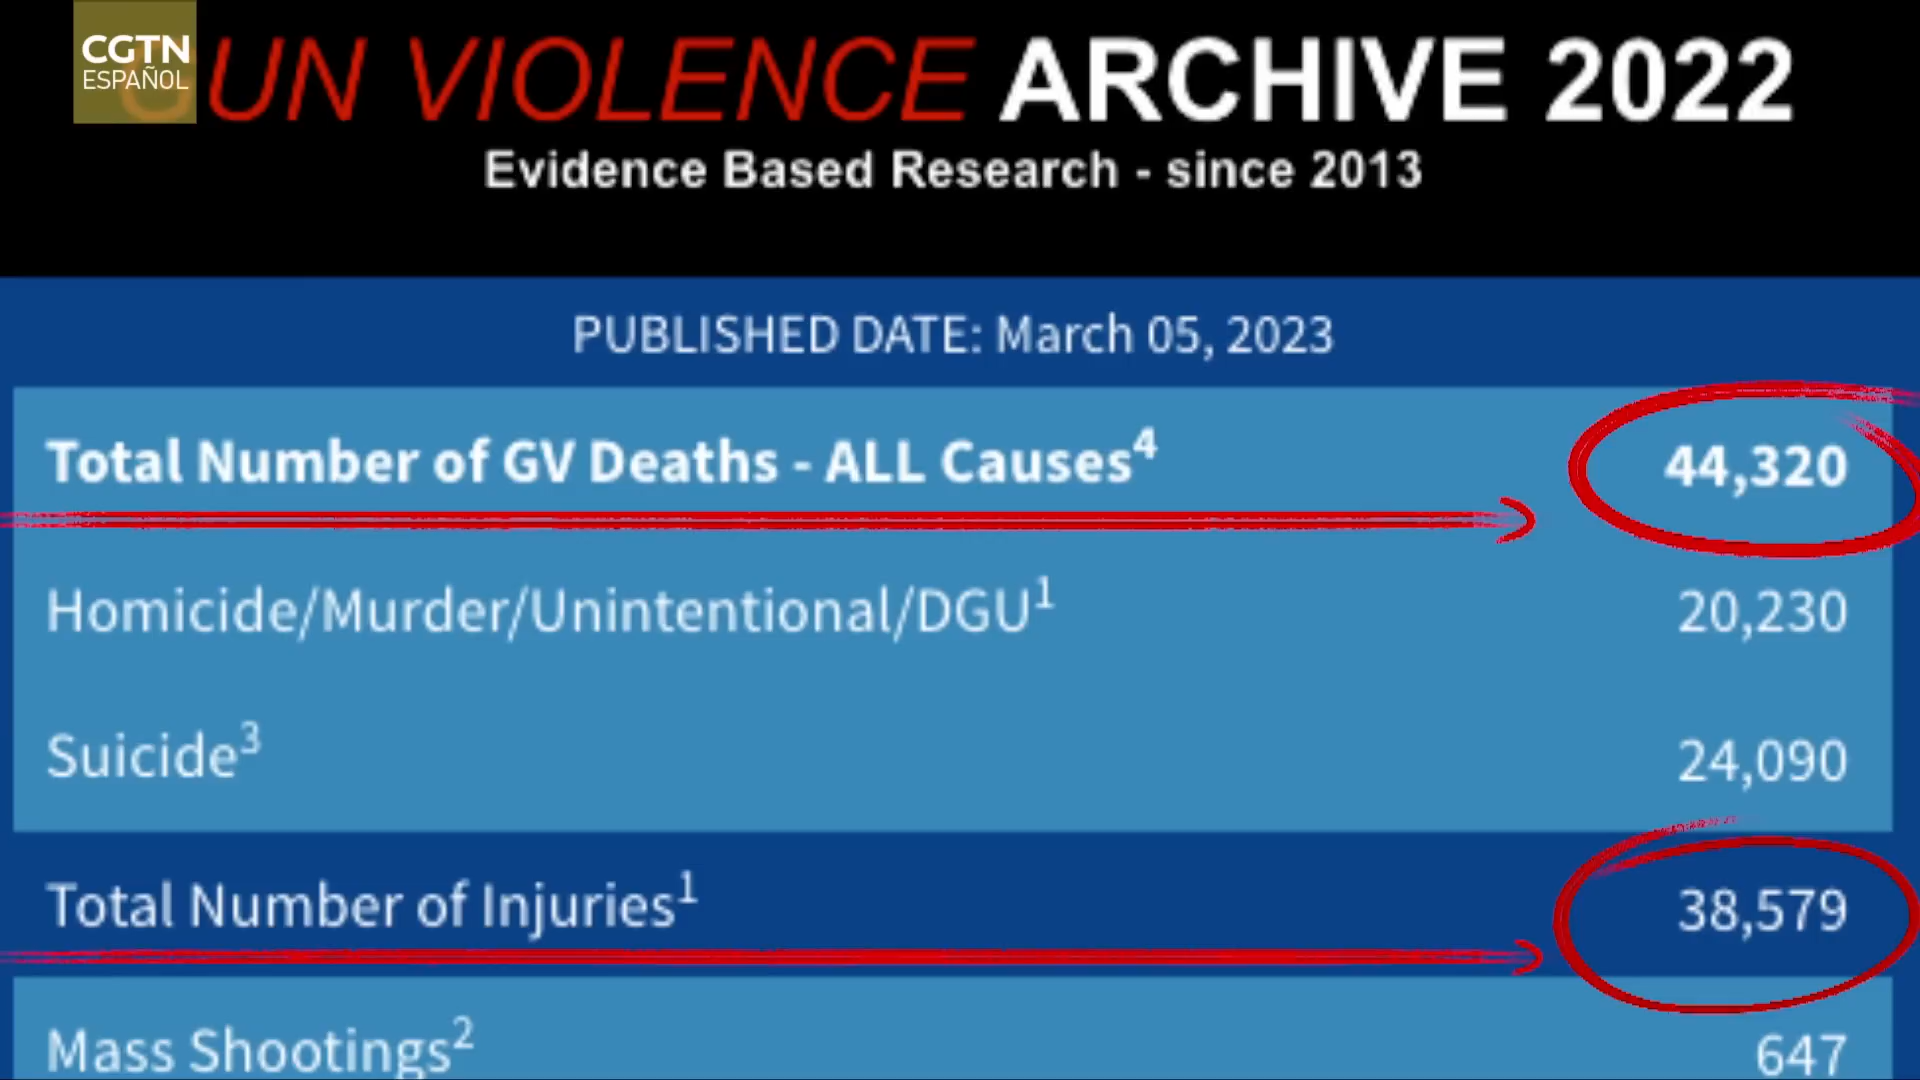 CGTN
ESPAÑOL
GUN VIOLENCE ARCHIVE 2022
Evidence Based Research - since 2013
PUBLISHED DATE: March 05, 2023
Total Number of GV Deaths - ALL Causes⁴ 44,320
Homicide/Murder/Unintentional/DGU¹ 20,230
Suicide³ 24,090
Total Number of Injuries¹ 38,579
Mass Shootings² 647